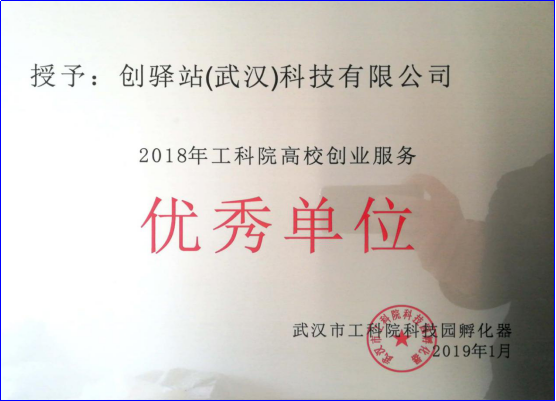 授予：创驿站(武汉)科技有限公司
2018年工科院高校创业服务
优秀单位
武汉市工科院科技园孵化器
2019年1月